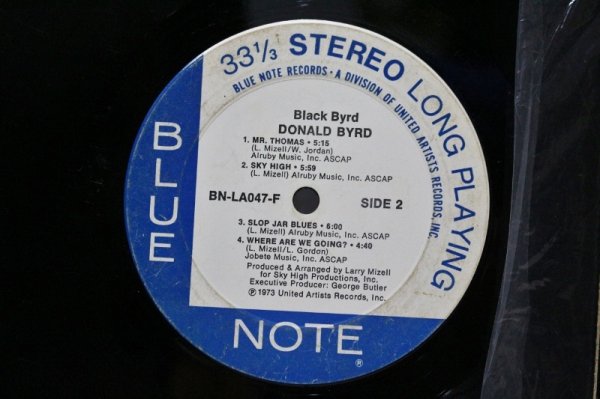 33 1/3 STEREO LONG PLAYING
BLUE NOTE RECORDS • A DIVISION OF UNITED ARTISTS RECORDS, INC.
BLUE
Black Byrd
DONALD BYRD
1. MR. THOMAS • 5:15
(L. Mizell/W. Jordan)
Alruby Music, Inc. ASCAP
2. SKY HIGH • 5:59
(L. Mizell) Alruby Music, Inc. ASCAP
BN-LA047-F SIDE 2
3. SLOP JAR BLUES • 6:00
(L. Mizell) Alruby Music, Inc. ASCAP
4. WHERE ARE WE GOING? • 4:40
(L. Mizell/L. Gordon)
Jobete Music, Inc. ASCAP
Produced & Arranged by Larry Mizell
for Sky High Productions, Inc.
Executive Producer: George Butler
℗ 1973 United Artists Records, Inc.
NOTE ®